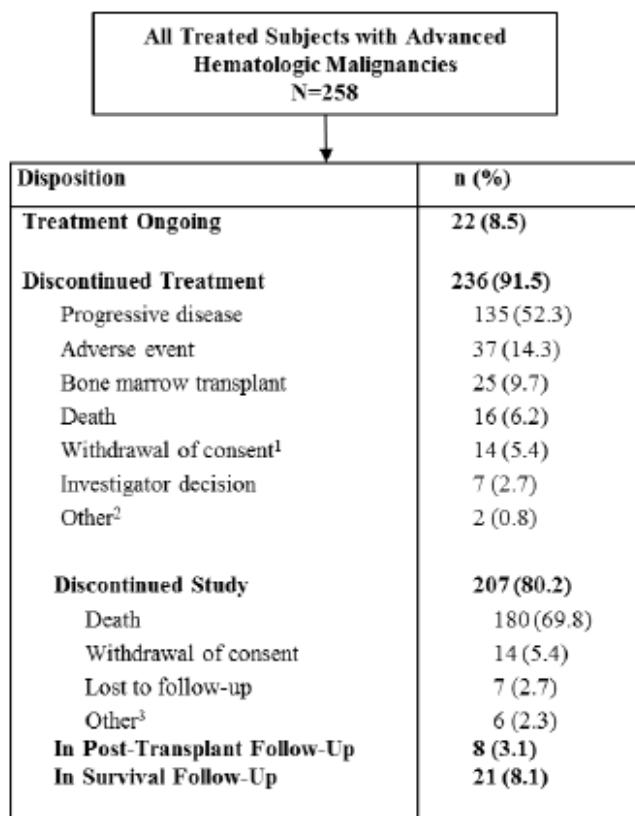 All Treated Subjects with Advanced
Hematologic Malignancies
N=258
Disposition n (%)
Treatment Ongoing 22 (8.5)
Discontinued Treatment 236 (91.5)
Progressive disease 135 (52.3)
Adverse event 37 (14.3)
Bone marrow transplant 25 (9.7)
Death 16 (6.2)
Withdrawal of consent¹ 14 (5.4)
Investigator decision 7 (2.7)
Other² 2 (0.8)
Discontinued Study 207 (80.2)
Death 180 (69.8)
Withdrawal of consent 14 (5.4)
Lost to follow-up 7 (2.7)
Other³ 6 (2.3)
In Post-Transplant Follow-Up 8 (3.1)
In Survival Follow-Up 21 (8.1)